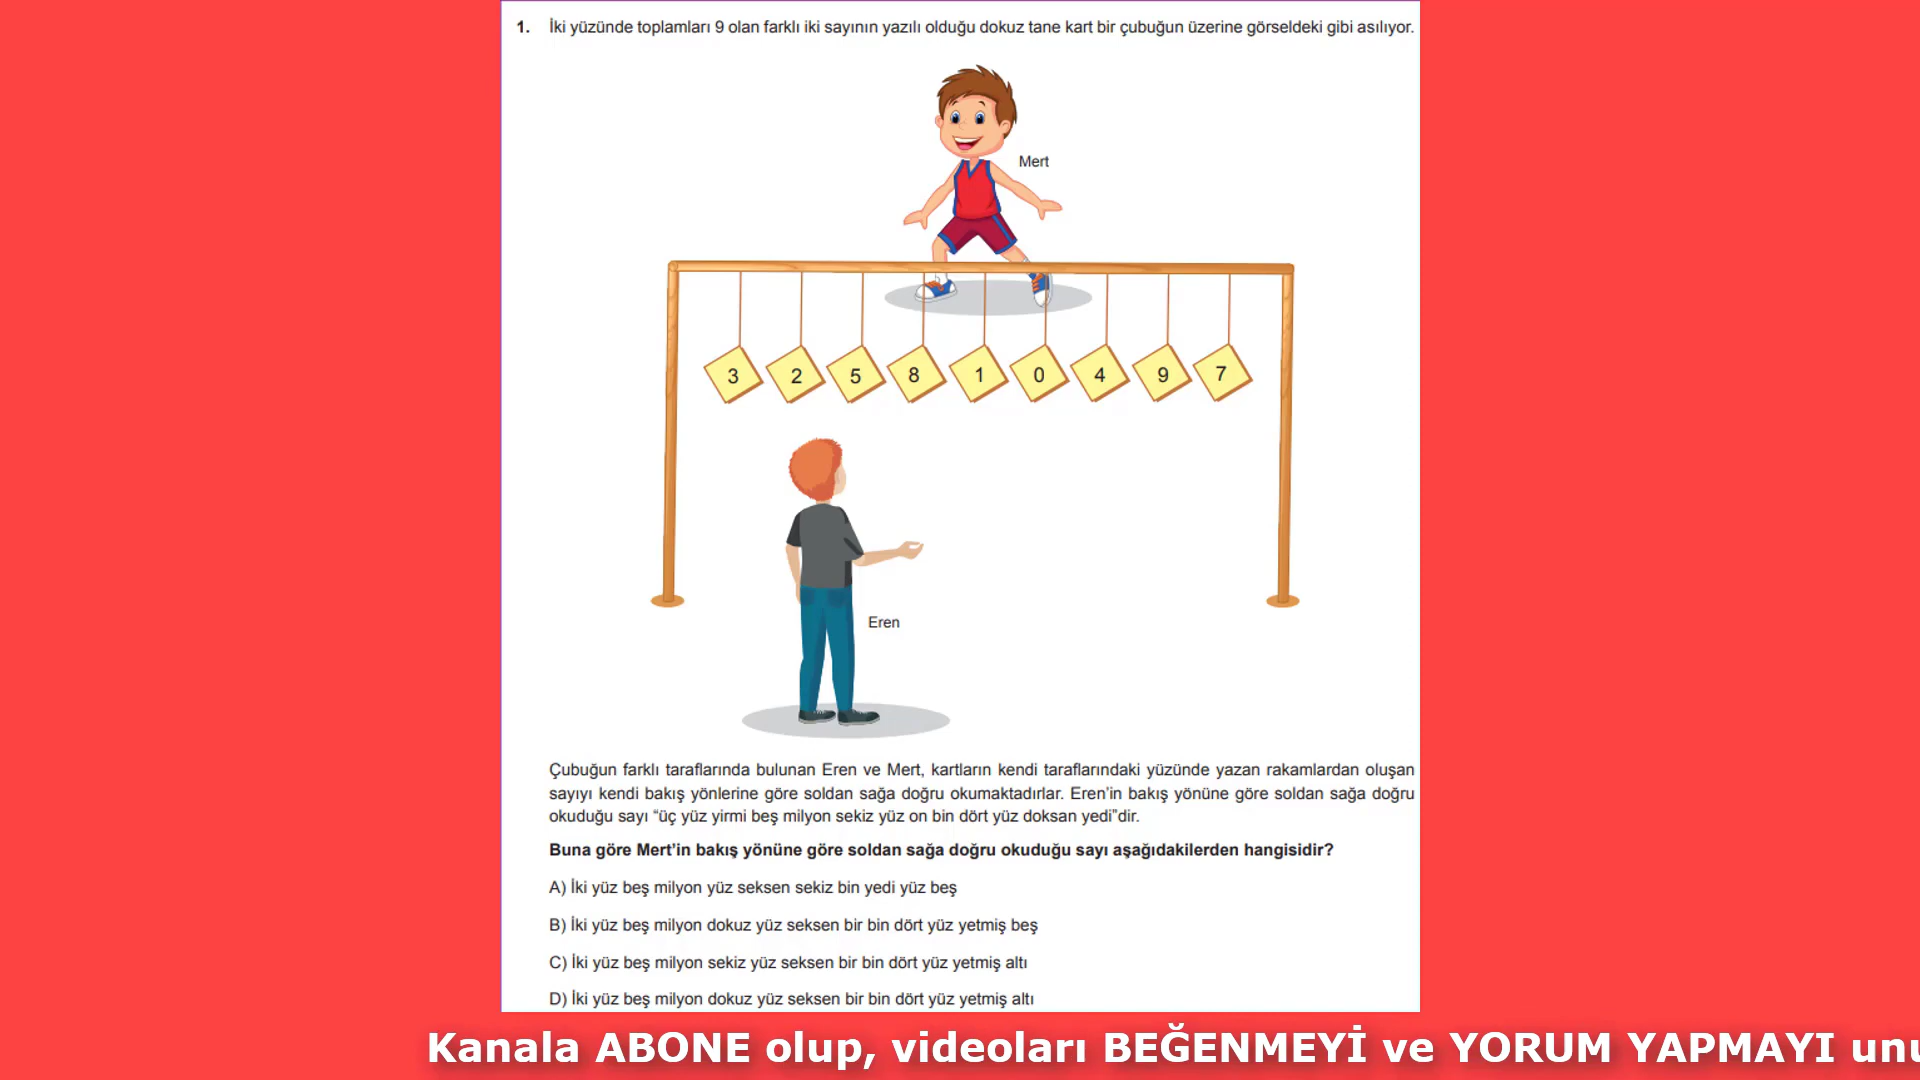 1. İki yüzünde toplamları 9 olan farklı iki sayının yazılı olduğu dokuz tane kart bir çubuğun üzerine görseldeki gibi asılıyor.
Mert
3 2 5 8 1 0 4 9 7
Eren
Çubuğun farklı taraflarında bulunan Eren ve Mert, kartların kendi taraflarındaki yüzünde yazan rakamlardan oluşan
sayıyı kendi bakış yönlerine göre soldan sağa doğru okumaktadırlar. Eren'in bakış yönüne göre soldan sağa doğru
okuduğu sayı “üç yüz yirmi beş milyon sekiz yüz on bin dört yüz doksan yedi”dir.
Buna göre Mert'in bakış yönüne göre soldan sağa doğru okuduğu sayı aşağıdakilerden hangisidir?
A) İki yüz beş milyon yüz seksen sekiz bin yedi yüz beş
B) İki yüz beş milyon dokuz yüz seksen bir bin dört yüz yetmiş beş
C) İki yüz beş milyon sekiz yüz seksen bir bin dört yüz yetmiş altı
D) İki yüz beş milyon dokuz yüz seksen bir bin dört yüz yetmiş altı
Kanala ABONE olup, videoları BEĞENMEYİ ve YORUM YAPMAYI unu